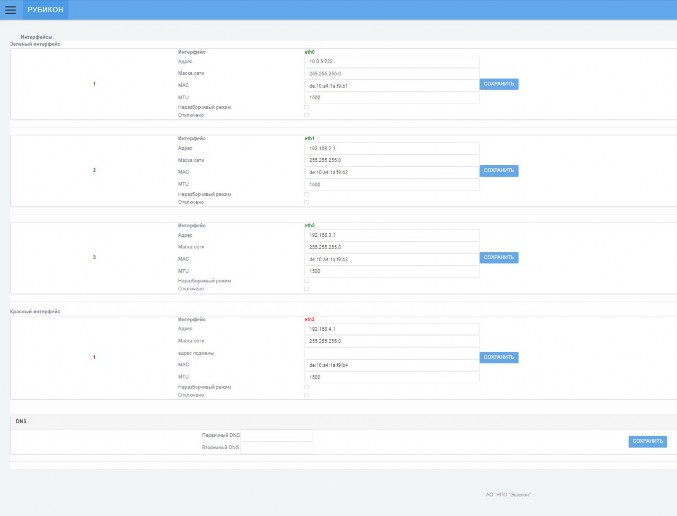 РУБИКОН
Интерфейсы
Зеленый интерфейс
Интерфейс eth0
Адрес
Маска сети 255.255.255.0
1 MAC de:10:a4:1a:f9:b1 СОХРАНИТЬ
MTU 1500
Неразборчивый режим
Отключено
Интерфейс eth1
Адрес 192.168.2.1
Маска сети 255.255.255.0
2 MAC de:10:a4:1a:f9:b2 СОХРАНИТЬ
MTU 1500
Неразборчивый режим
Отключено
Интерфейс eth2
Адрес 192.168.3.1
Маска сети 255.255.255.0
3 MAC de:10:a4:1a:f9:b3 СОХРАНИТЬ
MTU 1500
Неразборчивый режим
Отключено
Красный интерфейс
Интерфейс eth3
Адрес 192.168.4.1
Маска сети 255.255.255.0
адрес подмены
1 MAC de:10:a4:1a:f9:b4 СОХРАНИТЬ
MTU 1500
Неразборчивый режим
Отключено
DNS
Первичный DNS
Вторичный DNS:
СОХРАНИТЬ
АО "НПО "Эшелон"